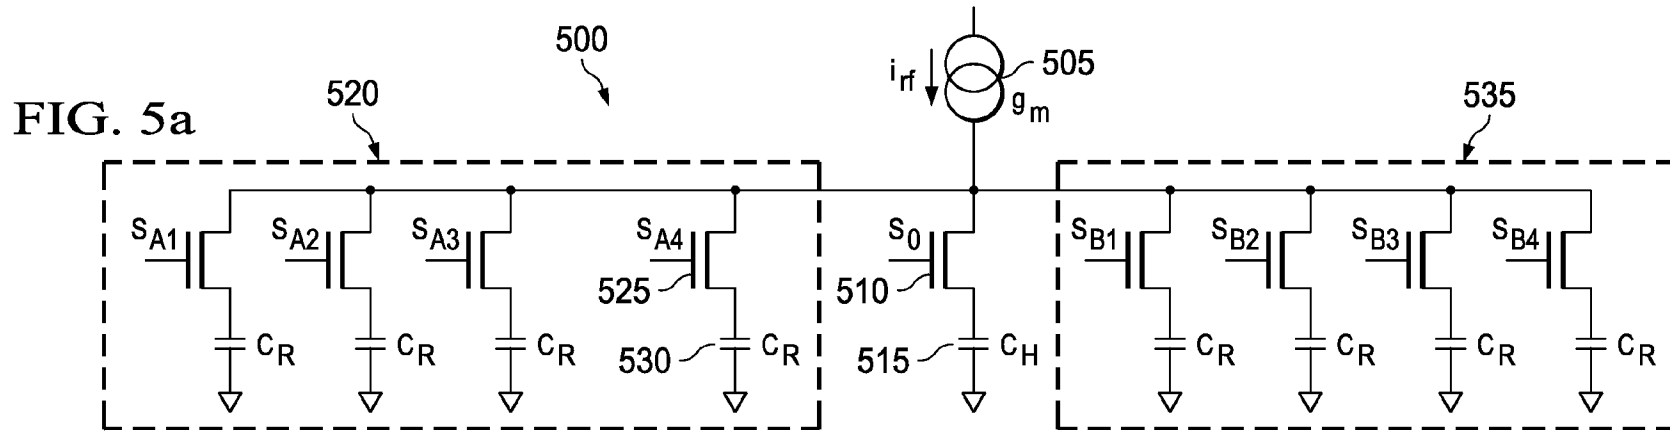 FIG. 5a
500
505
i_rf
g_m
520
535
S_A1
S_A2
S_A3
S_A4
S_0
S_B1
S_B2
S_B3
S_B4
525
510
C_R
C_R
C_R
530
C_R
515
C_H
C_R
C_R
C_R
C_R